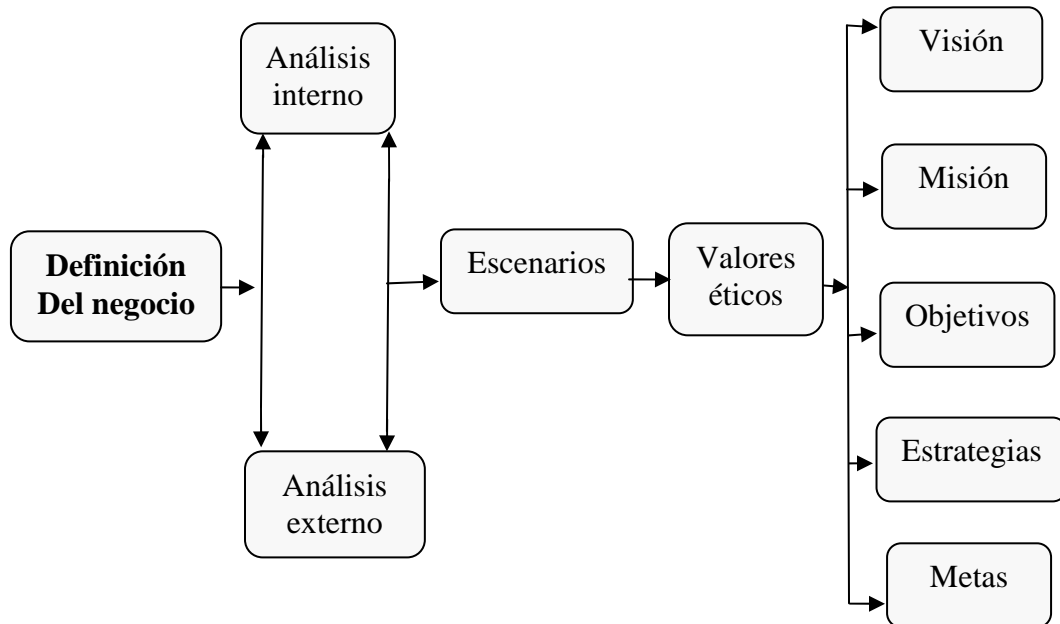 Análisis
interno
Definición
Del negocio
Análisis
externo
Escenarios
Valores
éticos
Visión
Misión
Objetivos
Estrategias
Metas